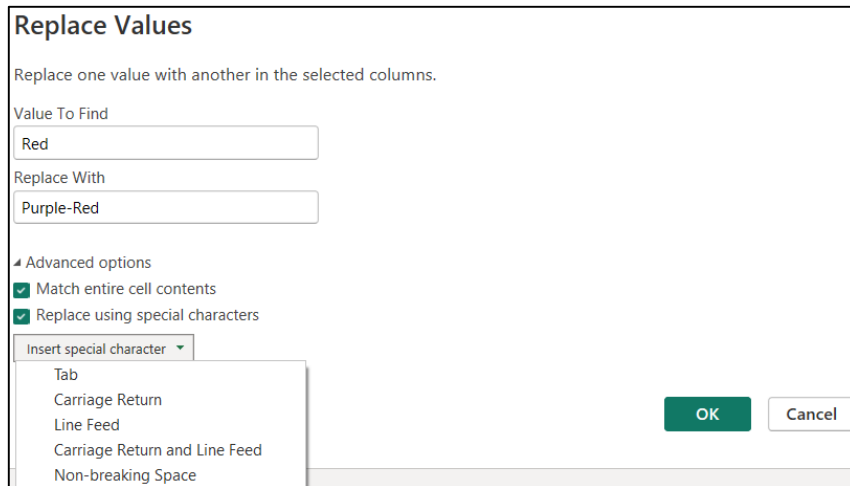 Replace Values
Replace one value with another in the selected columns.
Value To Find
Red
Replace With
Purple-Red
Advanced options
Match entire cell contents
Replace using special characters
Insert special character
Tab
Carriage Return
Line Feed
Carriage Return and Line Feed
Non-breaking Space
OK Cancel